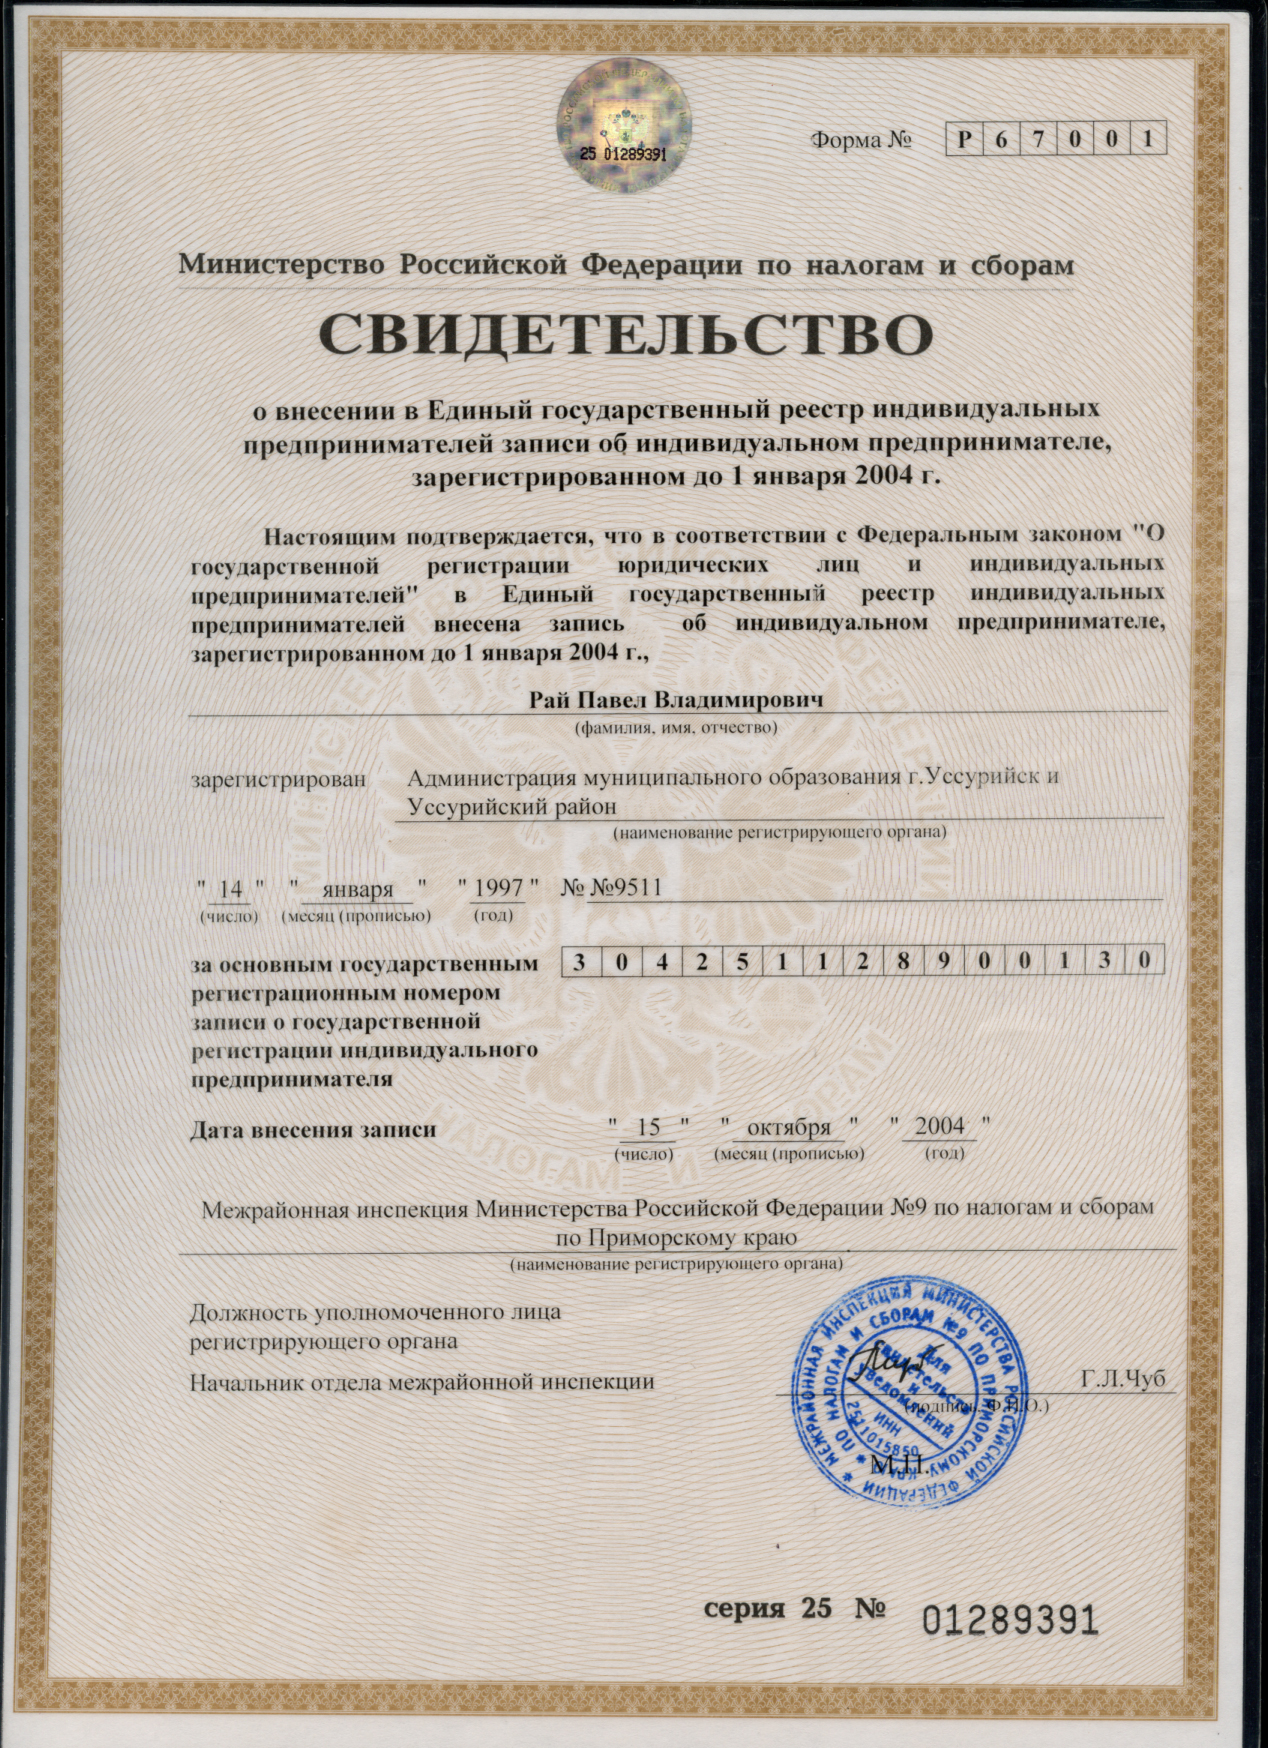 25 01289391
Форма № Р 6 7 0 0 1
Министерство Российской Федерации по налогам и сборам
СВИДЕТЕЛЬСТВО
о внесении в Единый государственный реестр индивидуальных
предпринимателей записи об индивидуальном предпринимателе,
зарегистрированном до 1 января 2004 г.
Настоящим подтверждается, что в соответствии с Федеральным законом "О
государственной регистрации юридических лиц и индивидуальных
предпринимателей" в Единый государственный реестр индивидуальных
предпринимателей внесена запись об индивидуальном предпринимателе,
зарегистрированном до 1 января 2004 г.,
Рай Павел Владимирович
(фамилия, имя, отчество)
зарегистрирован Администрация муниципального образования г.Уссурийск и
Уссурийский район
(наименование регистрирующего органа)
" 14 " " января " " 1997 " № №9511
(число) (месяц (прописью) (год)
за основным государственным 3 0 4 2 5 1 1 2 8 9 0 0 1 3 0
регистрационным номером
записи о государственной
регистрации индивидуального
предпринимателя
Дата внесения записи " 15 " " октября " " 2004 "
(число) (месяц (прописью) (год)
Межрайонная инспекция Министерства Российской Федерации №9 по налогам и сборам
по Приморскому краю
(наименование регистрирующего органа)
Должность уполномоченного лица
регистрирующего органа
Начальник отдела межрайонной инспекции Г.Л.Чуб
(подпись, Ф.И.О.)
М.П.
МЕЖРАЙОННАЯ ИНСПЕКЦИЯ МИНИСТЕРСТВА РОССИЙСКОЙ ФЕДЕРАЦИИ
ПО НАЛОГАМ И СБОРАМ №9 ПО ПРИМОРСКОМУ КРАЮ
Для
свидетельств
и
уведомлений
ИНН
2511015850
серия 25 № 01289391